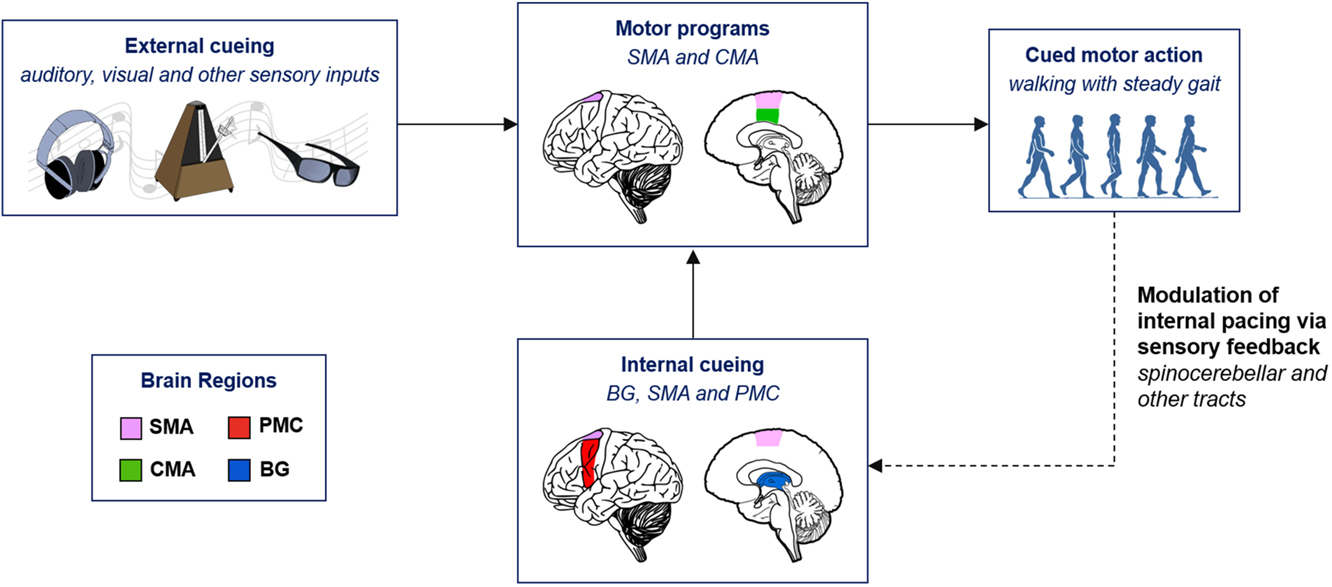 External cueing
auditory, visual and other sensory inputs
Motor programs
SMA and CMA
Cued motor action
walking with steady gait
Modulation of
internal pacing via
sensory feedback
spinocerebellar and
other tracts
Internal cueing
BG, SMA and PMC
Brain Regions
SMA
PMC
CMA
BG